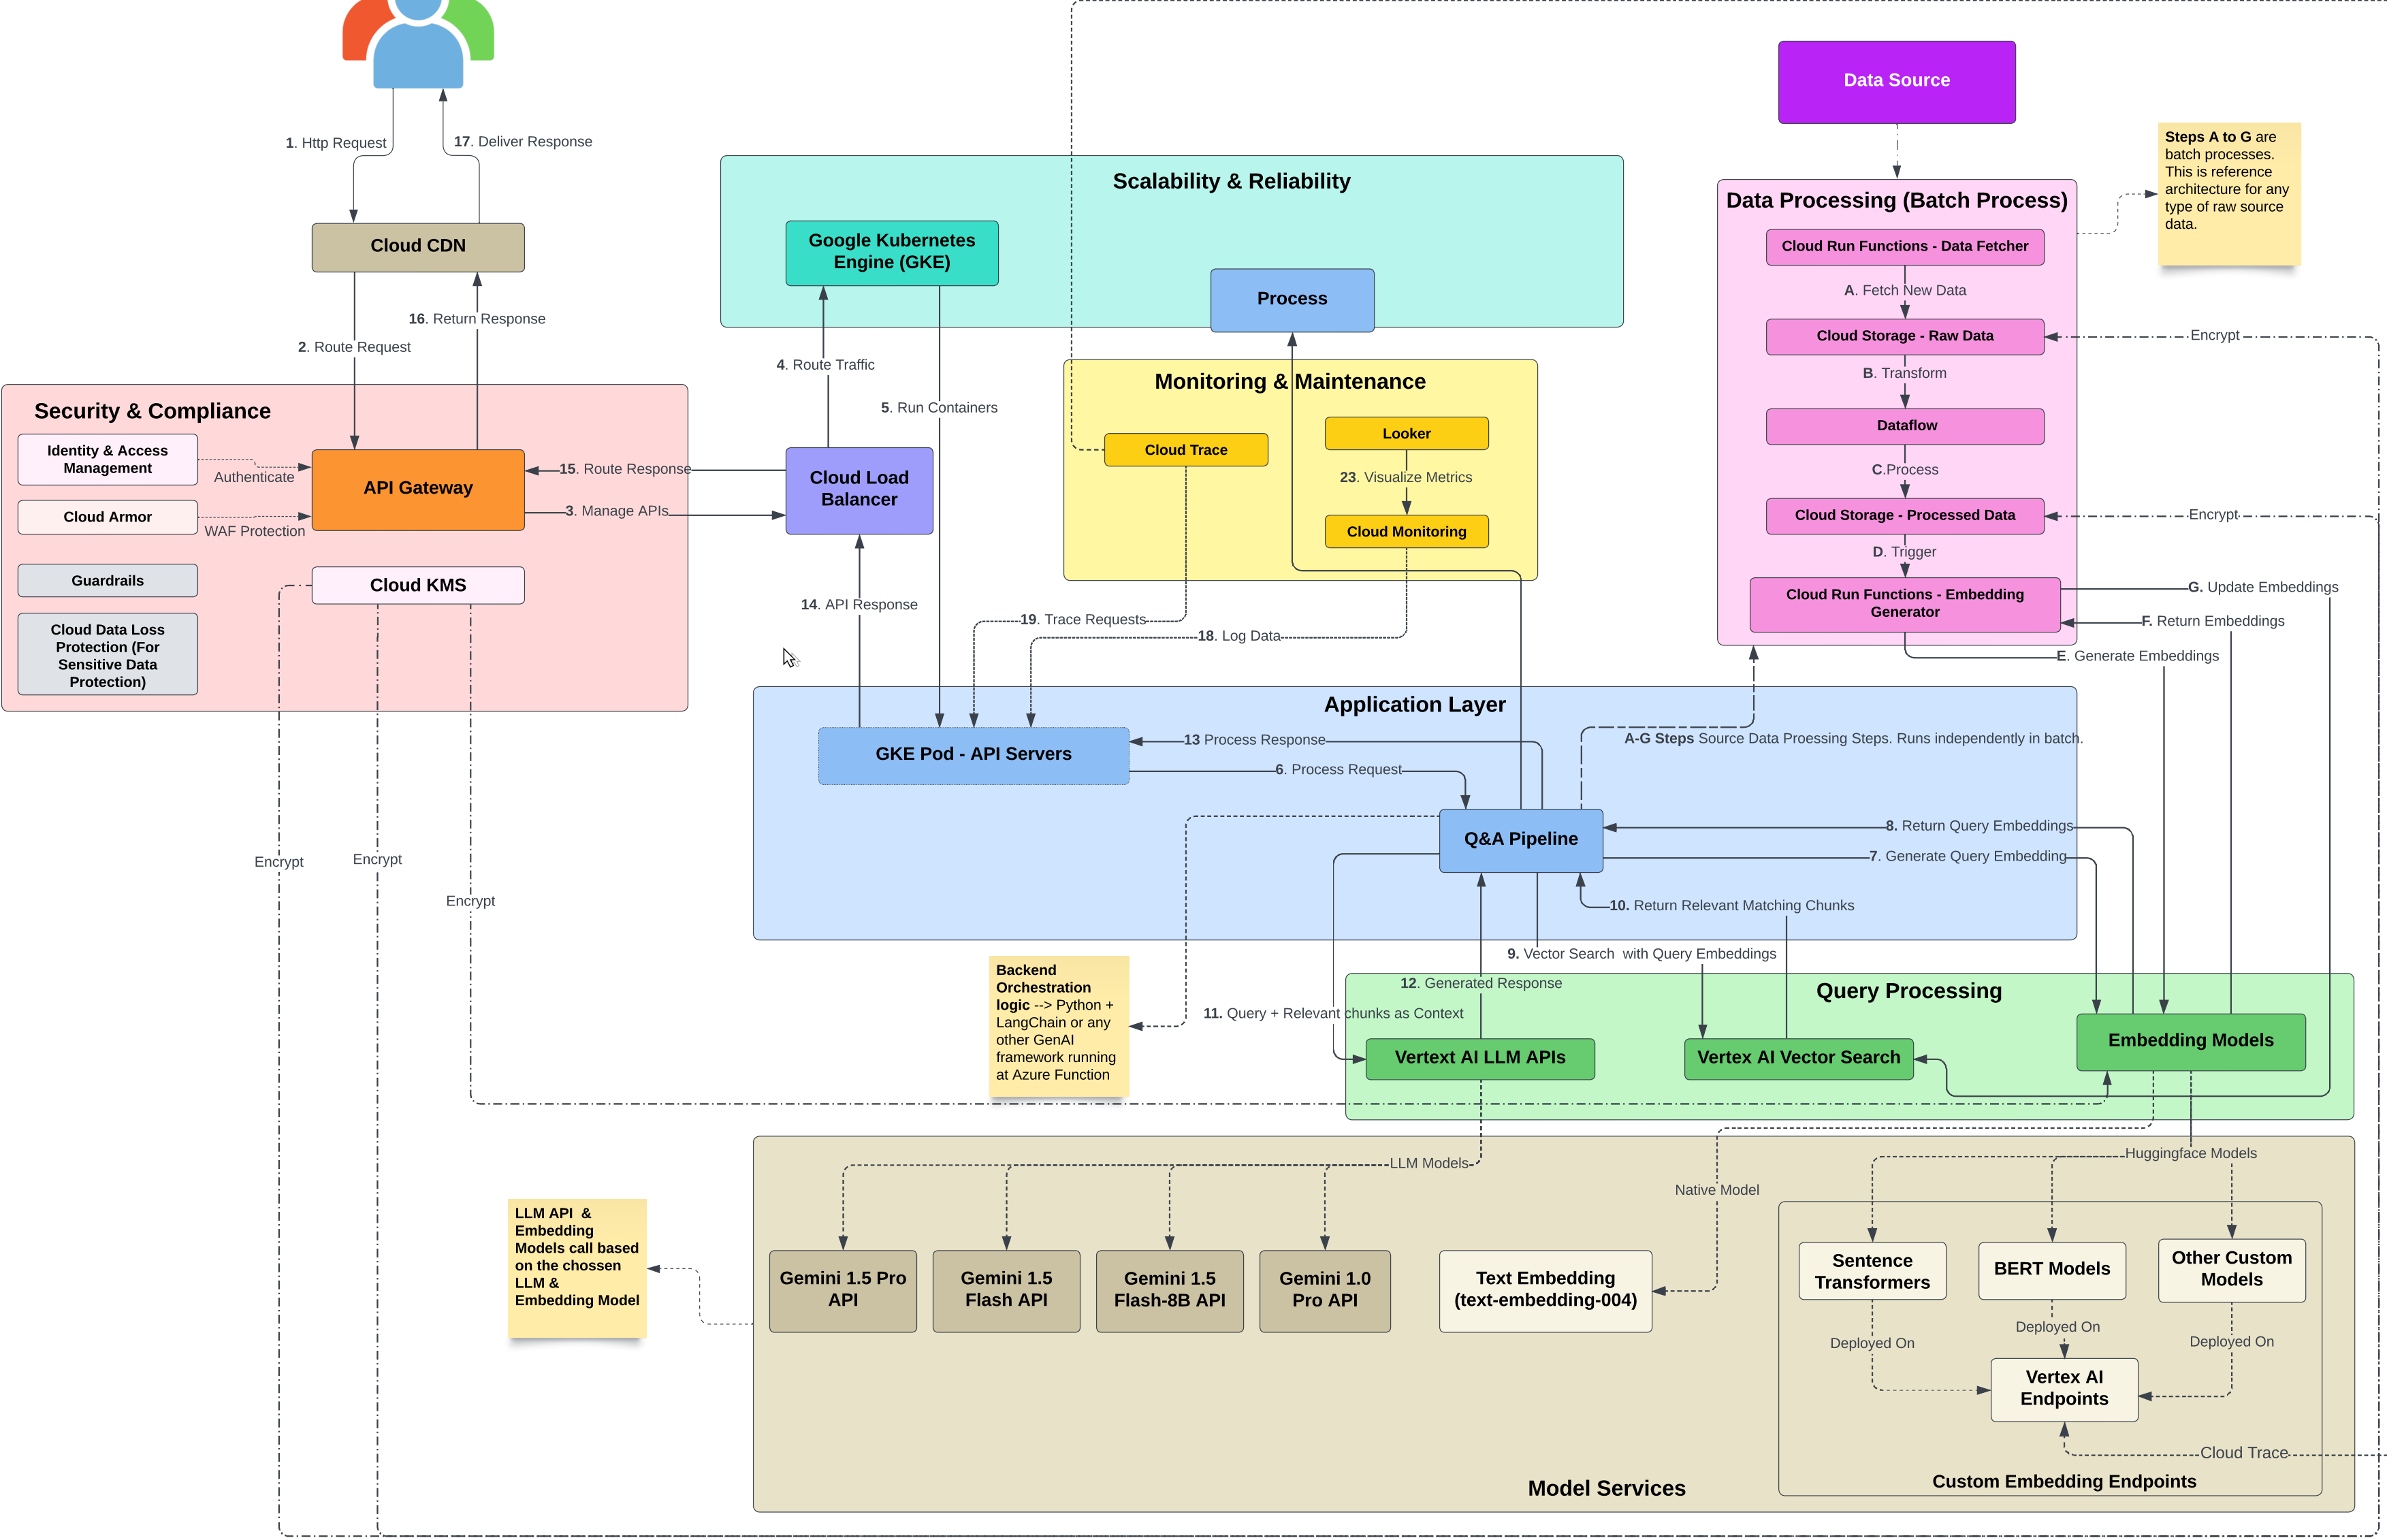 Data Source
1. Http Request
17. Deliver Response
Steps A to G are
batch processes.
This is reference
architecture for any
type of raw source
data.
Scalability & Reliability
Data Processing (Batch Process)
Cloud CDN
Google Kubernetes
Engine (GKE)
Process
Cloud Run Functions - Data Fetcher
A. Fetch New Data
16. Return Response
2. Route Request
Cloud Storage - Raw Data
Encrypt
4. Route Traffic
B. Transform
Monitoring & Maintenance
5. Run Containers
Security & Compliance
Looker
Dataflow
Identity & Access
Management
Authenticate
Cloud Trace
23. Visualize Metrics
C.Process
API Gateway
15. Route Response
Cloud Load
Balancer
3. Manage APIs
Cloud Armor
WAF Protection
Cloud Monitoring
Cloud Storage - Processed Data
Encrypt
D. Trigger
Guardrails
Cloud KMS
Cloud Run Functions - Embedding
Generator
G. Update Embeddings
F. Return Embeddings
E. Generate Embeddings
14. API Response
19. Trace Requests
18. Log Data
Cloud Data Loss
Protection (For
Sensitive Data
Protection)
Application Layer
GKE Pod - API Servers
13 Process Response
6. Process Request
A-G Steps Source Data Proessing Steps. Runs independently in batch.
Q&A Pipeline
8. Return Query Embeddings
7. Generate Query Embedding
Encrypt
Encrypt
Encrypt
10. Return Relevant Matching Chunks
9. Vector Search  with Query Embeddings
12. Generated Response
11. Query + Relevant chunks as Context
Backend
Orchestration
logic --> Python +
LangChain or any
other GenAI
framework running
at Azure Function
Query Processing
Vertext AI LLM APIs
Vertex AI Vector Search
Embedding Models
LLM Models
Huggingface Models
Native Model
LLM API  &
Embedding
Models call based
on the chossen
LLM &
Embedding Model
Gemini 1.5 Pro
API
Gemini 1.5
Flash API
Gemini 1.5
Flash-8B API
Gemini 1.0
Pro API
Text Embedding
(text-embedding-004)
Sentence
Transformers
BERT Models
Other Custom
Models
Deployed On
Deployed On
Deployed On
Vertex AI
Endpoints
Cloud Trace
Custom Embedding Endpoints
Model Services